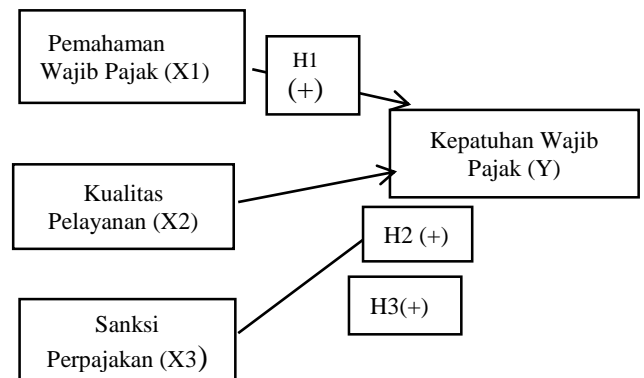 Pemahaman
Wajib Pajak (X1)
H1
(+)
Kepatuhan Wajib
Pajak (Y)
Kualitas
Pelayanan (X2)
H2 (+)
H3(+)
Sanksi
Perpajakan (X3)